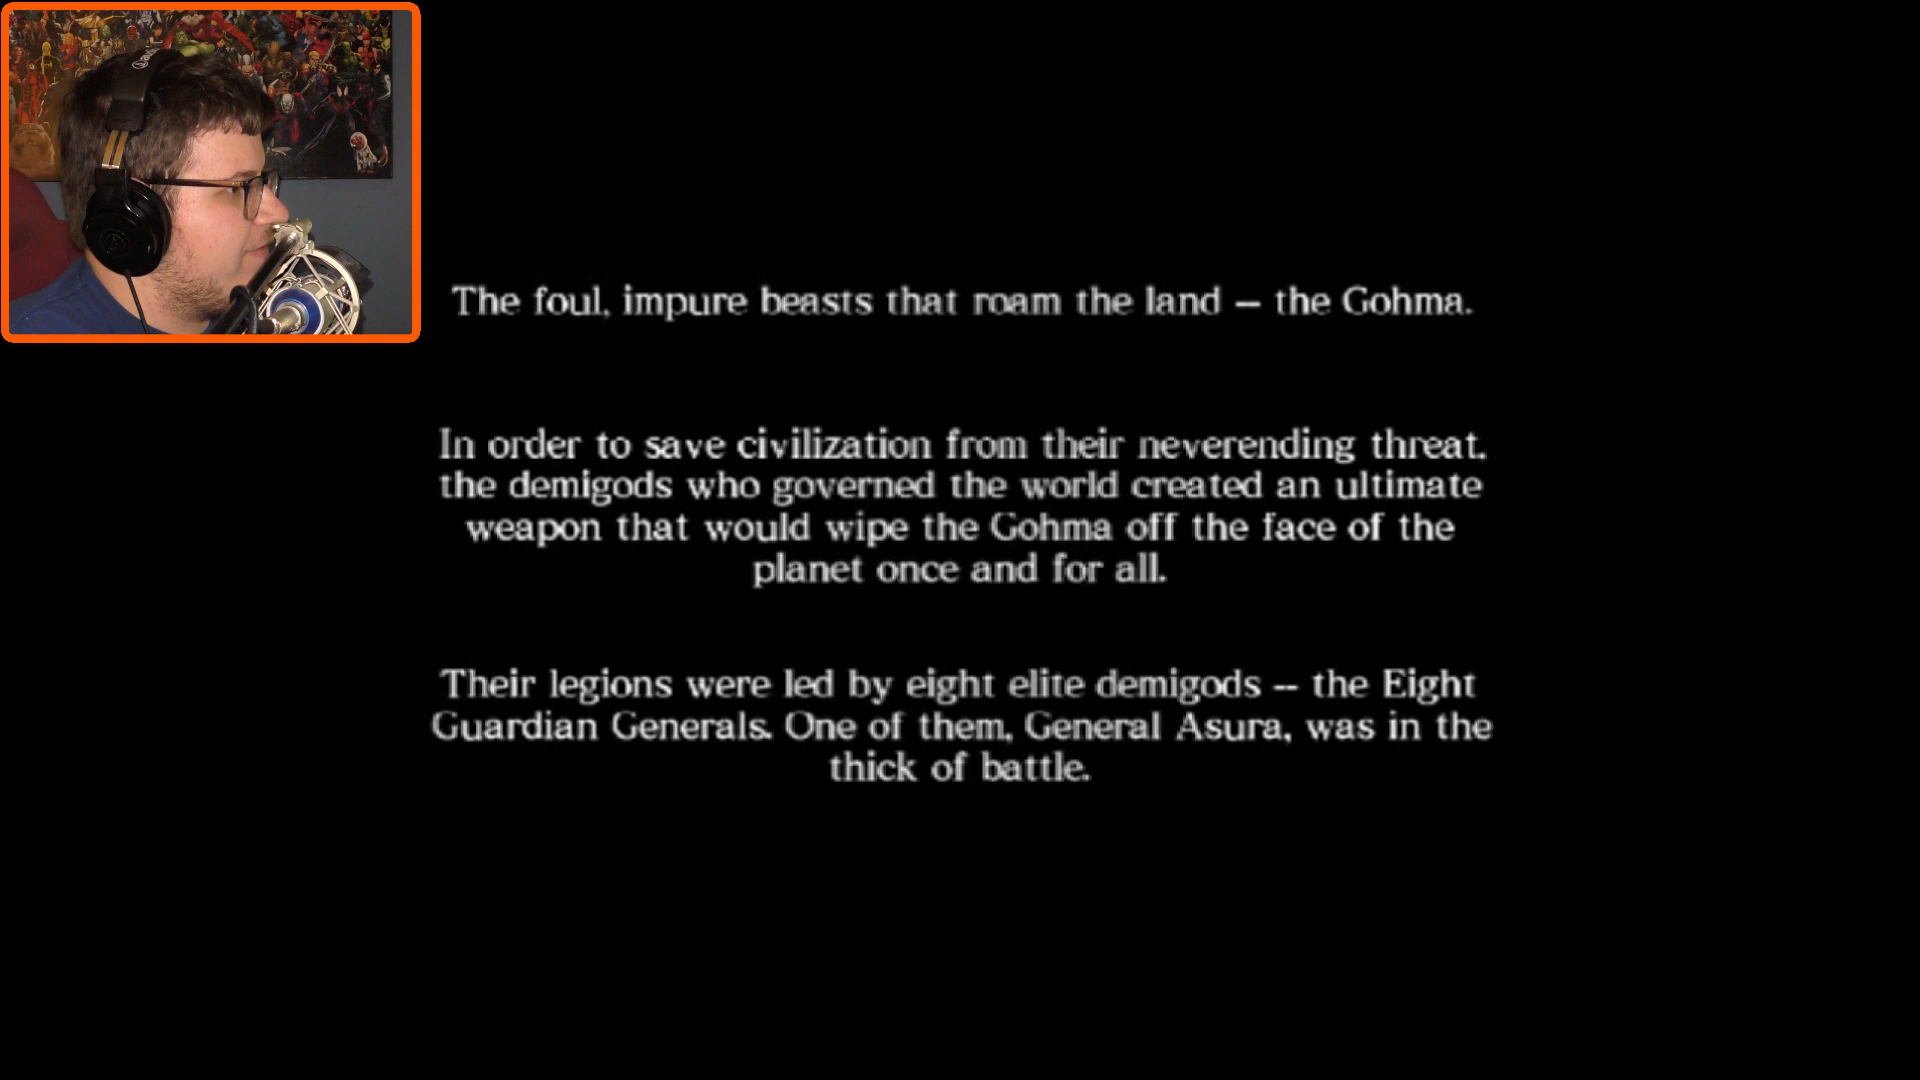 The foul, impure beasts that roam the land – the Gohma.
In order to save civilization from their neverending threat,
the demigods who governed the world created an ultimate
weapon that would wipe the Gohma off the face of the
planet once and for all.
Their legions were led by eight elite demigods -- the Eight
Guardian Generals. One of them, General Asura, was in the
thick of battle.